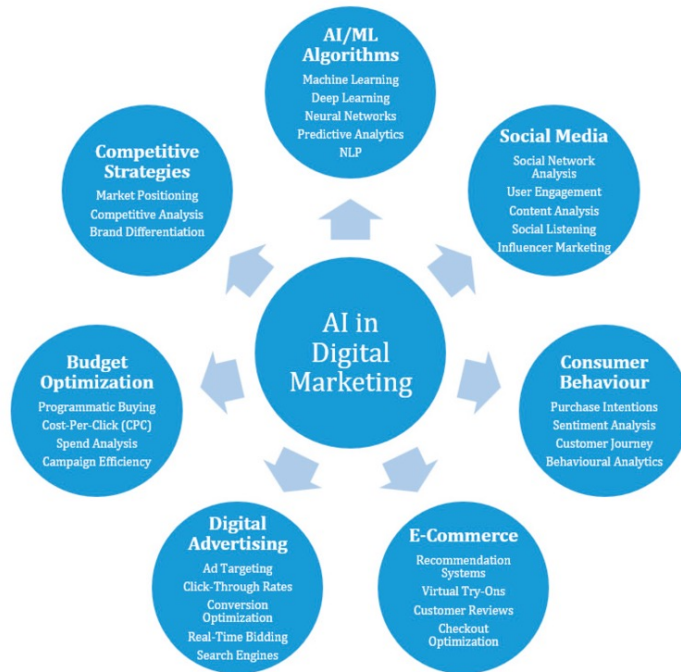 AI/ML
Algorithms
Machine Learning
Deep Learning
Neural Networks
Predictive Analytics
NLP
Social Media
Social Network
Analysis
User Engagement
Content Analysis
Social Listening
Influencer Marketing
Consumer
Behaviour
Purchase Intentions
Sentiment Analysis
Customer Journey
Behavioural Analytics
E-Commerce
Recommendation
Systems
Virtual Try-Ons
Customer Reviews
Checkout
Optimization
Digital
Advertising
Ad Targeting
Click-Through Rates
Conversion
Optimization
Real-Time Bidding
Search Engines
Budget
Optimization
Programmatic Buying
Cost-Per-Click (CPC)
Spend Analysis
Campaign Efficiency
Competitive
Strategies
Market Positioning
Competitive Analysis
Brand Differentiation
AI in
Digital
Marketing